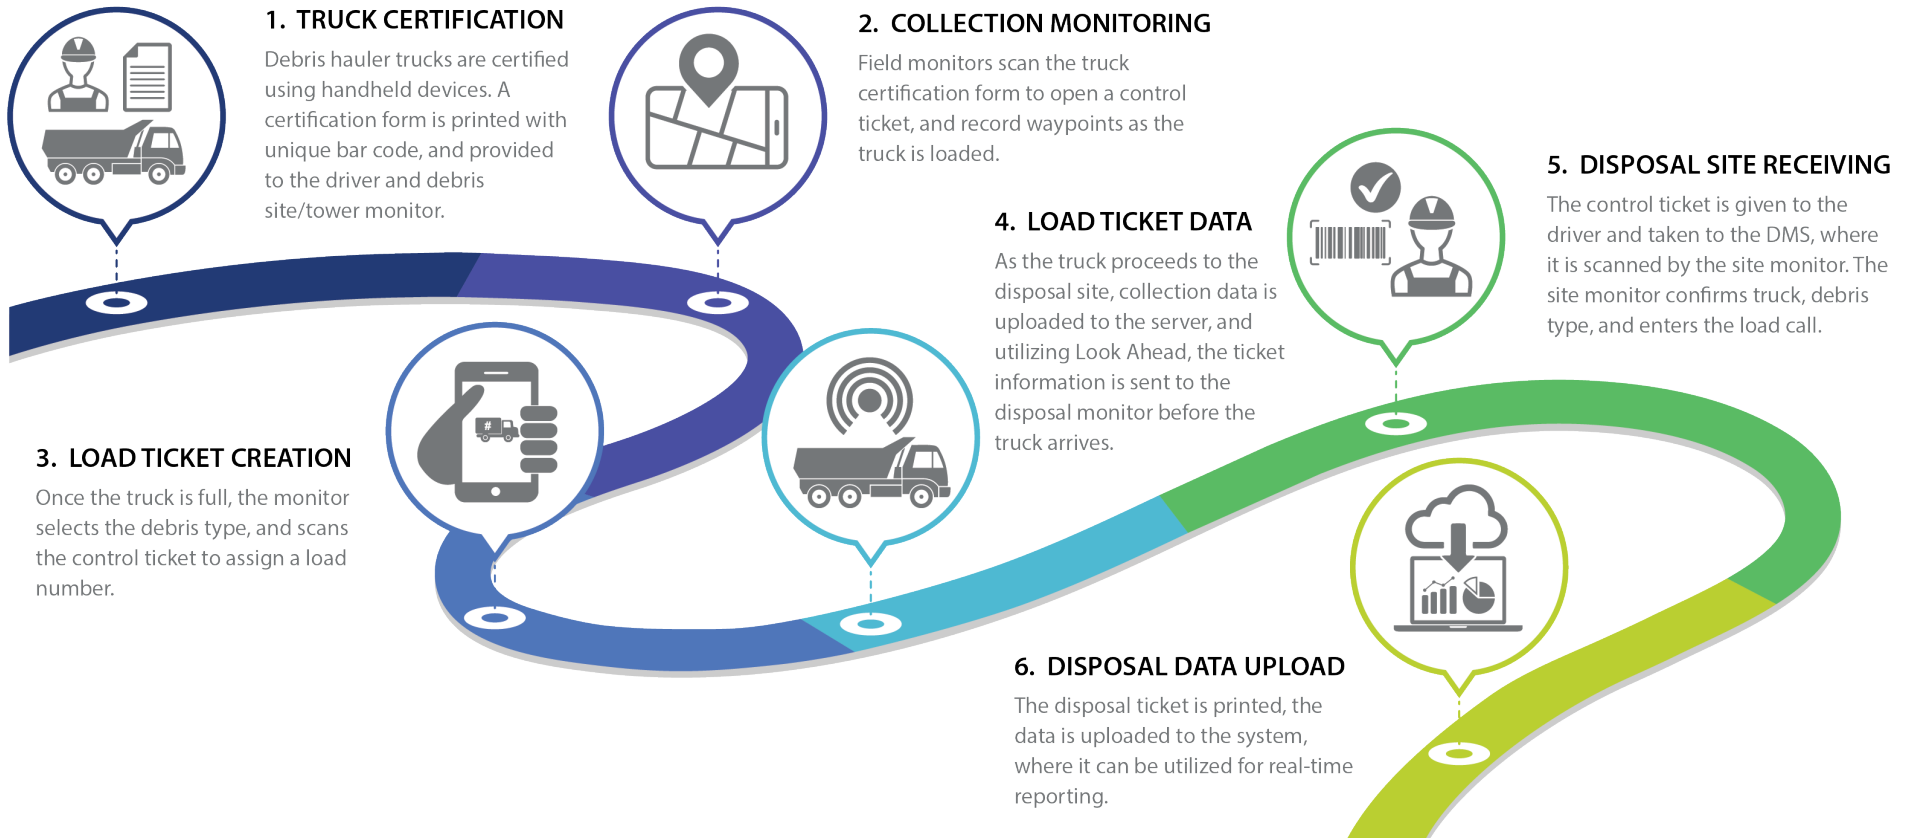 1. TRUCK CERTIFICATION
Debris hauler trucks are certified
using handheld devices. A
certification form is printed with
unique bar code, and provided
to the driver and debris
site/tower monitor.
2. COLLECTION MONITORING
Field monitors scan the truck
certification form to open a control
ticket, and record waypoints as the
truck is loaded.
3. LOAD TICKET CREATION
Once the truck is full, the monitor
selects the debris type, and scans
the control ticket to assign a load
number.
#
4. LOAD TICKET DATA
As the truck proceeds to the
disposal site, collection data is
uploaded to the server, and
utilizing Look Ahead, the ticket
information is sent to the
disposal monitor before the
truck arrives.
5. DISPOSAL SITE RECEIVING
The control ticket is given to the
driver and taken to the DMS, where
it is scanned by the site monitor. The
site monitor confirms truck, debris
type, and enters the load call.
6. DISPOSAL DATA UPLOAD
The disposal ticket is printed, the
data is uploaded to the system,
where it can be utilized for real-time
reporting.